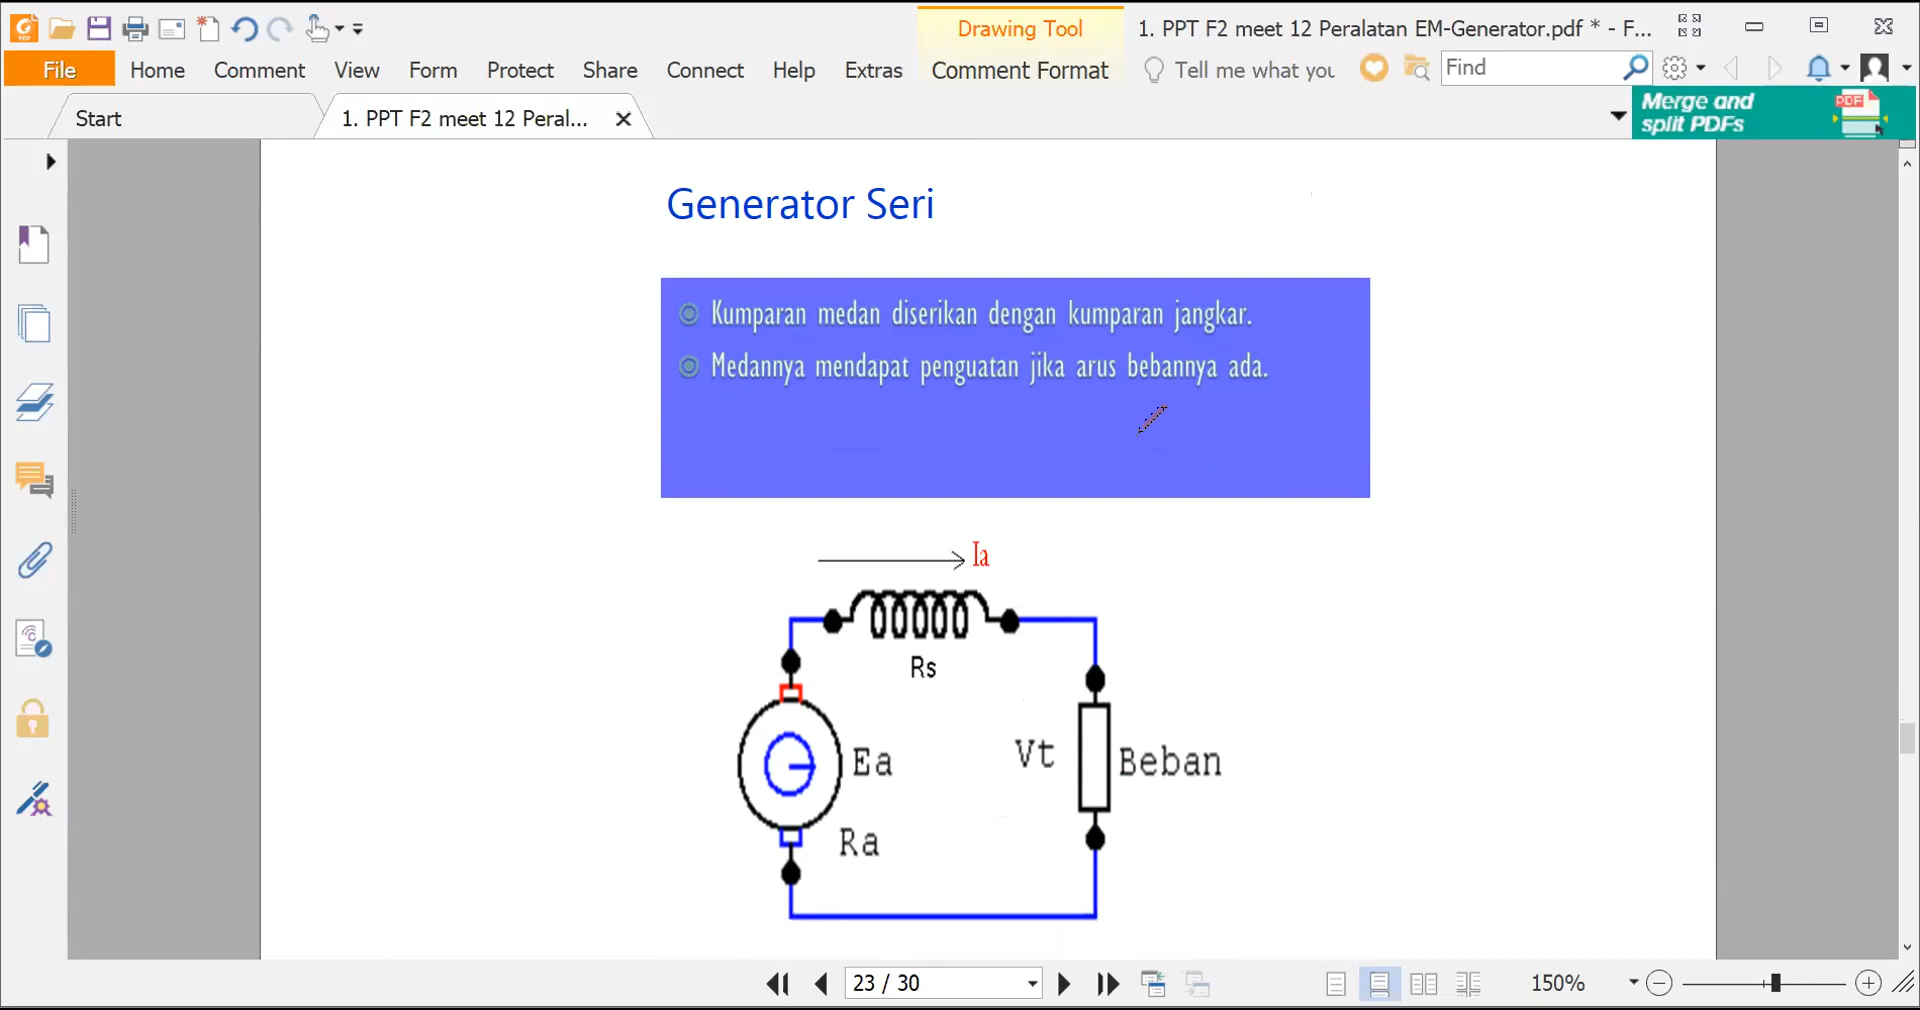 Drawing Tool
1. PPT F2 meet 12 Peralatan EM-Generator.pdf * - F...
File
Home
Comment
View
Form
Protect
Share
Connect
Help
Extras
Comment Format
Tell me what you
Find
Start
1. PPT F2 meet 12 Peral...
Merge and
split PDFs
PDF
Generator Seri
Kumparan medan diserikan dengan kumparan jangkar.
Medannya mendapat penguatan jika arus bebannya ada.
Ia
Rs
Ea
Vt
Beban
Ra
23 / 30
150%